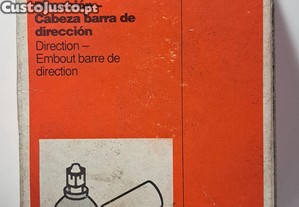 CustoJusto.pt
Cabeza barra de
dirección
Direction –
Embout barre de
direction